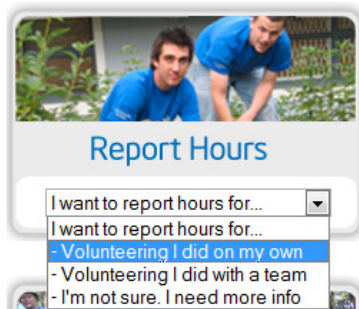 Report Hours
I want to report hours for...
I want to report hours for...
- Volunteering I did on my own
- Volunteering I did with a team
- I'm not sure. I need more info